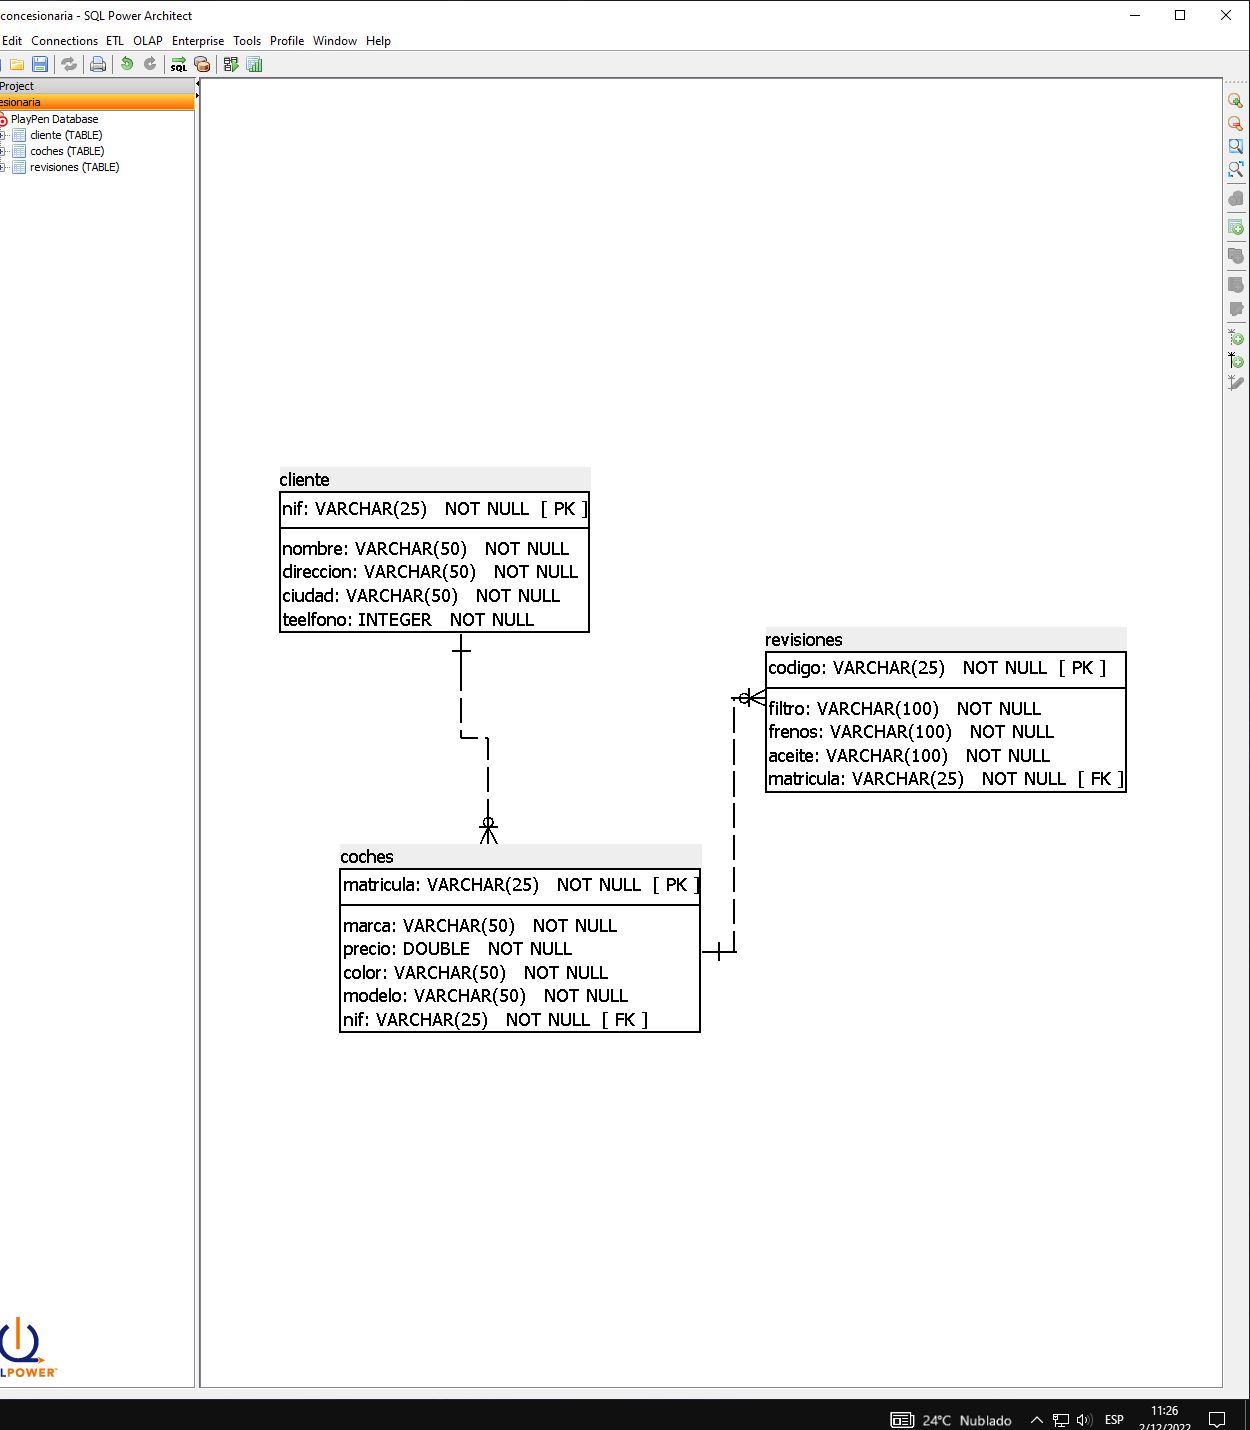 concesionaria - SQL Power Architect
Edit Connections ETL OLAP Enterprise Tools Profile Window Help
SQL
Project
esionaria
PlayPen Database
cliente (TABLE)
coches (TABLE)
revisiones (TABLE)
cliente
nif: VARCHAR(25) NOT NULL [ PK ]
nombre: VARCHAR(50) NOT NULL
direccion: VARCHAR(50) NOT NULL
ciudad: VARCHAR(50) NOT NULL
teelfono: INTEGER NOT NULL
revisiones
codigo: VARCHAR(25) NOT NULL [ PK ]
filtro: VARCHAR(100) NOT NULL
frenos: VARCHAR(100) NOT NULL
aceite: VARCHAR(100) NOT NULL
matricula: VARCHAR(25) NOT NULL [ FK ]
coches
matricula: VARCHAR(25) NOT NULL [ PK ]
marca: VARCHAR(50) NOT NULL
precio: DOUBLE NOT NULL
color: VARCHAR(50) NOT NULL
modelo: VARCHAR(50) NOT NULL
nif: VARCHAR(25) NOT NULL [ FK ]
LPOWER
24°C Nublado
ESP
11:26
2/12/2022